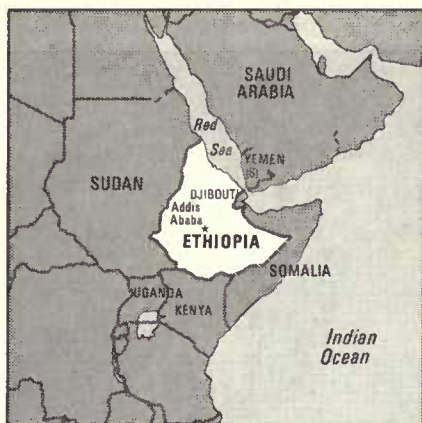 SAUDI
ARABIA
Red
Sea
YEMEN
(S)
SUDAN
DJIBOUTI
Addis
Ababa
ETHIOPIA
SOMALIA
UGANDA
KENYA
Indian
Ocean